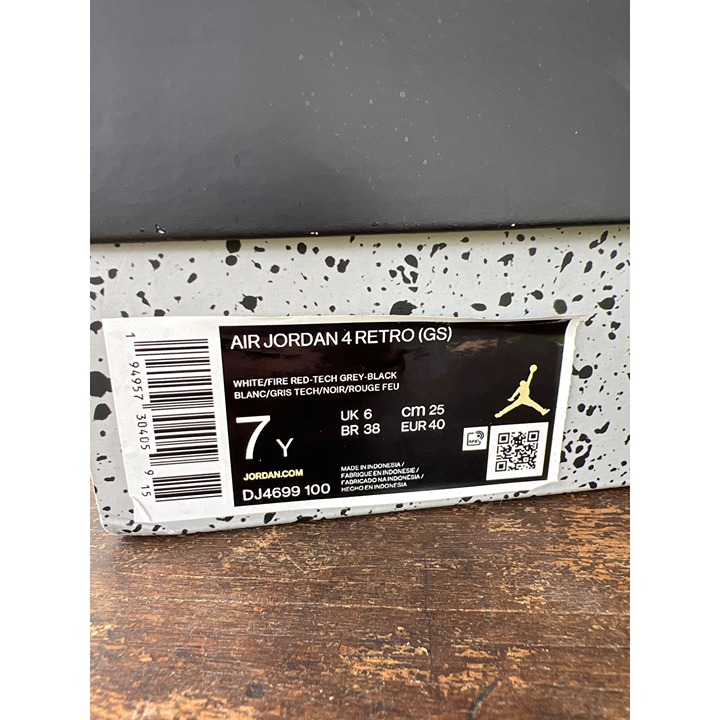 AIR JORDAN 4 RETRO (GS)
WHITE/FIRE RED-TECH GREY-BLACK
BLANC/GRIS TECH/NOIR/ROUGE FEU
7 Y
UK 6 cm 25
BR 38 EUR 40
JORDAN.COM
DJ4699 100
MADE IN INDONESIA /
FABRIQUE EN INDONESIE /
FABRICADO NA INDONÉSIA /
HECHO EN INDONESIA
1 94957 30405 9 15